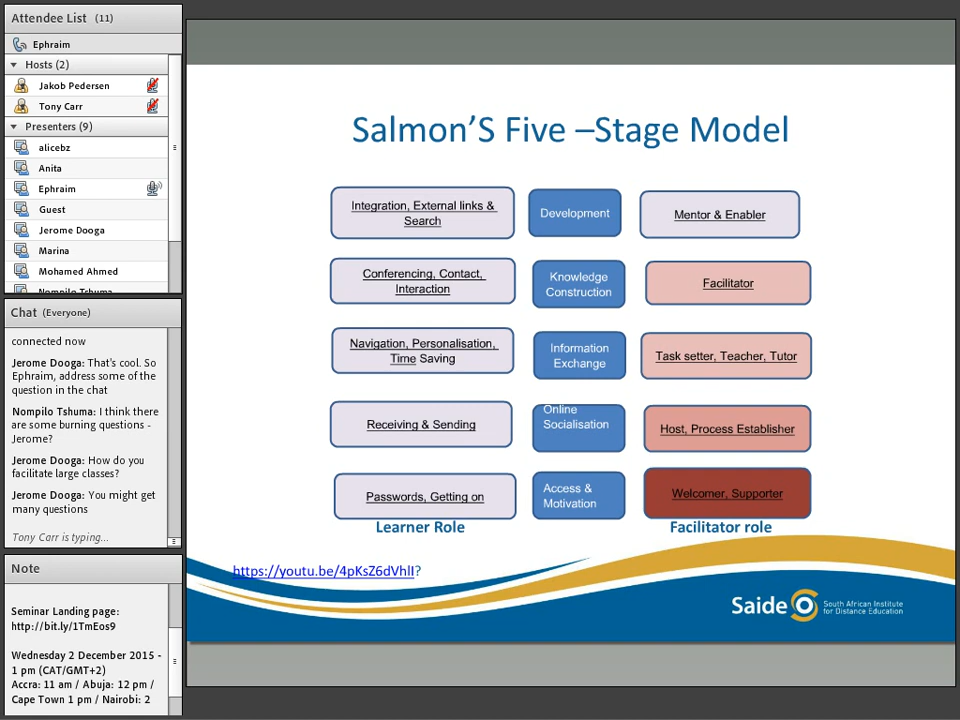 Attendee List (11)
Ephraim
Hosts (2)
Jakob Pedersen
Tony Carr
Presenters (9)
alicebz
Anita
Ephraim
Guest
Jerome Dooga
Marina
Mohamed Ahmed
Nompilo Tshuma
Chat (Everyone)
connected now
Jerome Dooga: That's cool. So
Ephraim, address some of the
question in the chat
Nompilo Tshuma: I think there
are some burning questions -
Jerome?
Jerome Dooga: How do you
facilitate large classes?
Jerome Dooga: You might get
many questions
Tony Carr is typing...
Note
Seminar Landing page:
http://bit.ly/1TmEos9
Wednesday 2 December 2015 -
1 pm (CAT/GMT+2)
Accra: 11 am / Abuja: 12 pm /
Cape Town 1 pm / Nairobi: 2
Salmon'S Five –Stage Model
Integration, External links &
Search
Development
Mentor & Enabler
Conferencing, Contact,
Interaction
Knowledge
Construction
Facilitator
Navigation, Personalisation,
Time Saving
Information
Exchange
Task setter, Teacher, Tutor
Receiving & Sending
Online
Socialisation
Host, Process Establisher
Passwords, Getting on
Access &
Motivation
Welcomer, Supporter
Learner Role
Facilitator role
https://youtu.be/4pKsZ6dVhlI?
Saide
South African Institute
for Distance Education